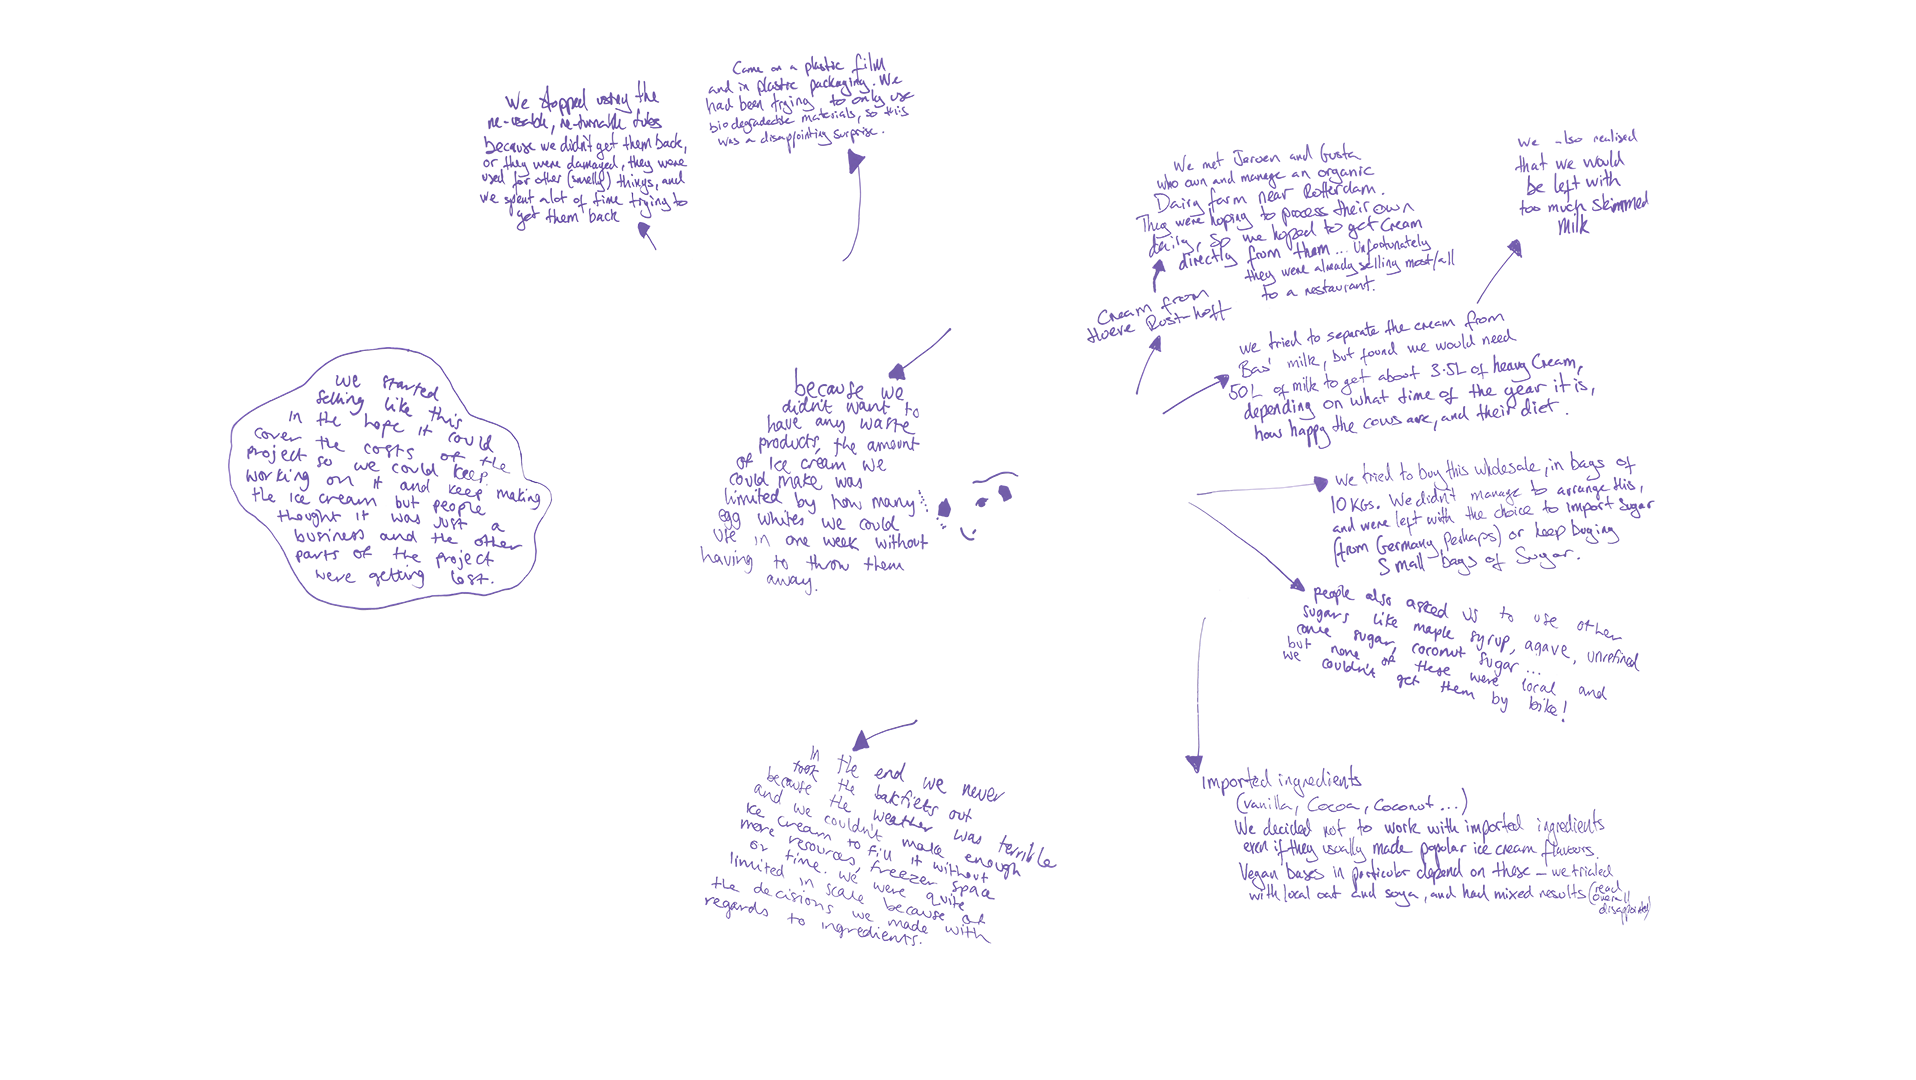 We stopped using the
re-usable, re-turnable tubs
because we didn't get them back,
or they were damaged, they were
used for other (smelly) things, and
we spent a lot of time trying to
get them back
Came on a plastic film
and in plastic packaging. We
had been trying to only use
biodegradeable materials, so this
was a disappointing surprise.
We met Jeroen and Gusta
who own and manage an organic
Dairy farm near Rotterdam.
They were hoping to process their own
daily, so we hoped to get cream
directly from them... Unfortunately
they were already selling most/all
to a restaurant.
Cream from
Hoeve Rust-hoff
We also realised
that we would
be left with
too much skimmed
milk
we tried to separate the cream from
Bas' milk, but found we would need
50L of milk to get about 3.5L of heavy cream,
depending on what time of the year it is,
how happy the cows are, and their diet.
we started
selling like this
in the hope it could
cover the costs of the
project so we could keep
working on it and keep making
the ice cream but people
thought it was just a
business and the other
parts of the project
were getting lost.
because we
didn't want to
have any waste
products, the amount
of ice cream we
could make was
limited by how many
egg whites we could
use in one week without
having to throw them
away.
we tried to buy this wholesale, in bags of
10 KGs. We didn't manage to arrange this,
and were left with the choice to import sugar
(from Germany perhaps) or keep buying
small bags of sugar.
people also asked us to use other
sugars like maple syrup, agave, unrefined
cane sugar, coconut sugar...
but none of these were local and
we couldn't get them by bike!
In the end we never
took the bakfiets out
because the weather was terrible
and we couldn't make enough
ice cream to fill it without
more resources, freezer space
or time. we were quite
limited in scale because of
the decisions we made with
regards to ingredients.
imported ingredients
(vanilla, Cocoa, Coconut...)
We decided not to work with imported ingredients
even if they usually made popular ice cream flavours.
Vegan bases in particular depend on these - we trialed
with local oat and soya, and had mixed results (read
overall
disappointed)